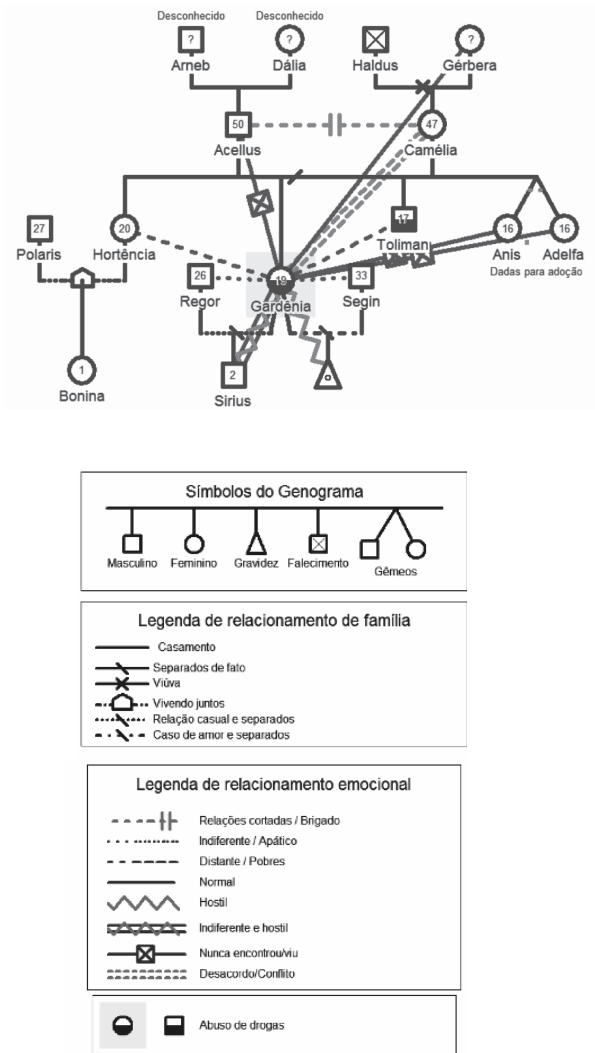 Desconhecido Desconhecido
? ? ?
Arneb Dália Haldus Gérbera
50 47
Acellus Camélia
27 20 17 16 16
Polaris Hortência Toliman Anis Adelfa
Dadas para adoção
26 19 33
Regor Gardênia Segin
1 2
Bonina Sirius
Símbolos do Genograma
Masculino Feminino Gravidez Falecimento Gêmeos
Legenda de relacionamento de família
Casamento
Separados de fato
Viúva
Vivendo juntos
Relação casual e separados
Caso de amor e separados
Legenda de relacionamento emocional
Relações cortadas / Brigado
Indiferente / Apático
Distante / Pobres
Normal
Hostil
Indiferente e hostil
Nunca encontrou/viu
Desacordo/Conflito
Abuso de drogas